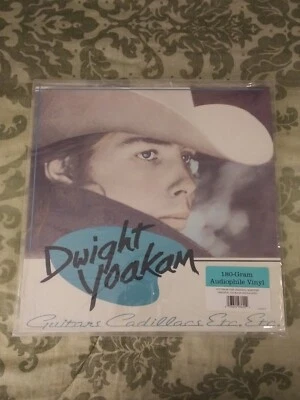 Dwight
Yoakam
180-Gram
Audiophile Vinyl
Guitars, Cadillacs, Etc., Etc.